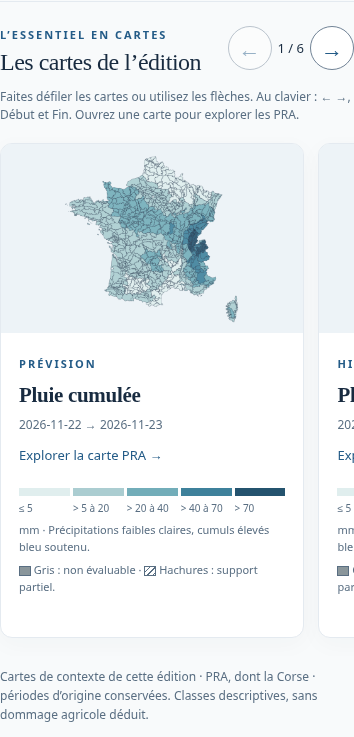 L’ESSENTIEL EN CARTES
Les cartes de l’édition
← 1 / 6 →
Faites défiler les cartes ou utilisez les flèches. Au clavier : ← →,
Début et Fin. Ouvrez une carte pour explorer les PRA.
PRÉVISION
Pluie cumulée
2026-11-22 → 2026-11-23
Explorer la carte PRA →
≤ 5 > 5 à 20 > 20 à 40 > 40 à 70 > 70
mm · Précipitations faibles claires, cumuls élevés
bleu soutenu.
Gris : non évaluable · Hachures : support
partiel.
HI
202
≤ 5
Cartes de contexte de cette édition · PRA, dont la Corse ·
périodes d’origine conservées. Classes descriptives, sans
dommage agricole déduit.